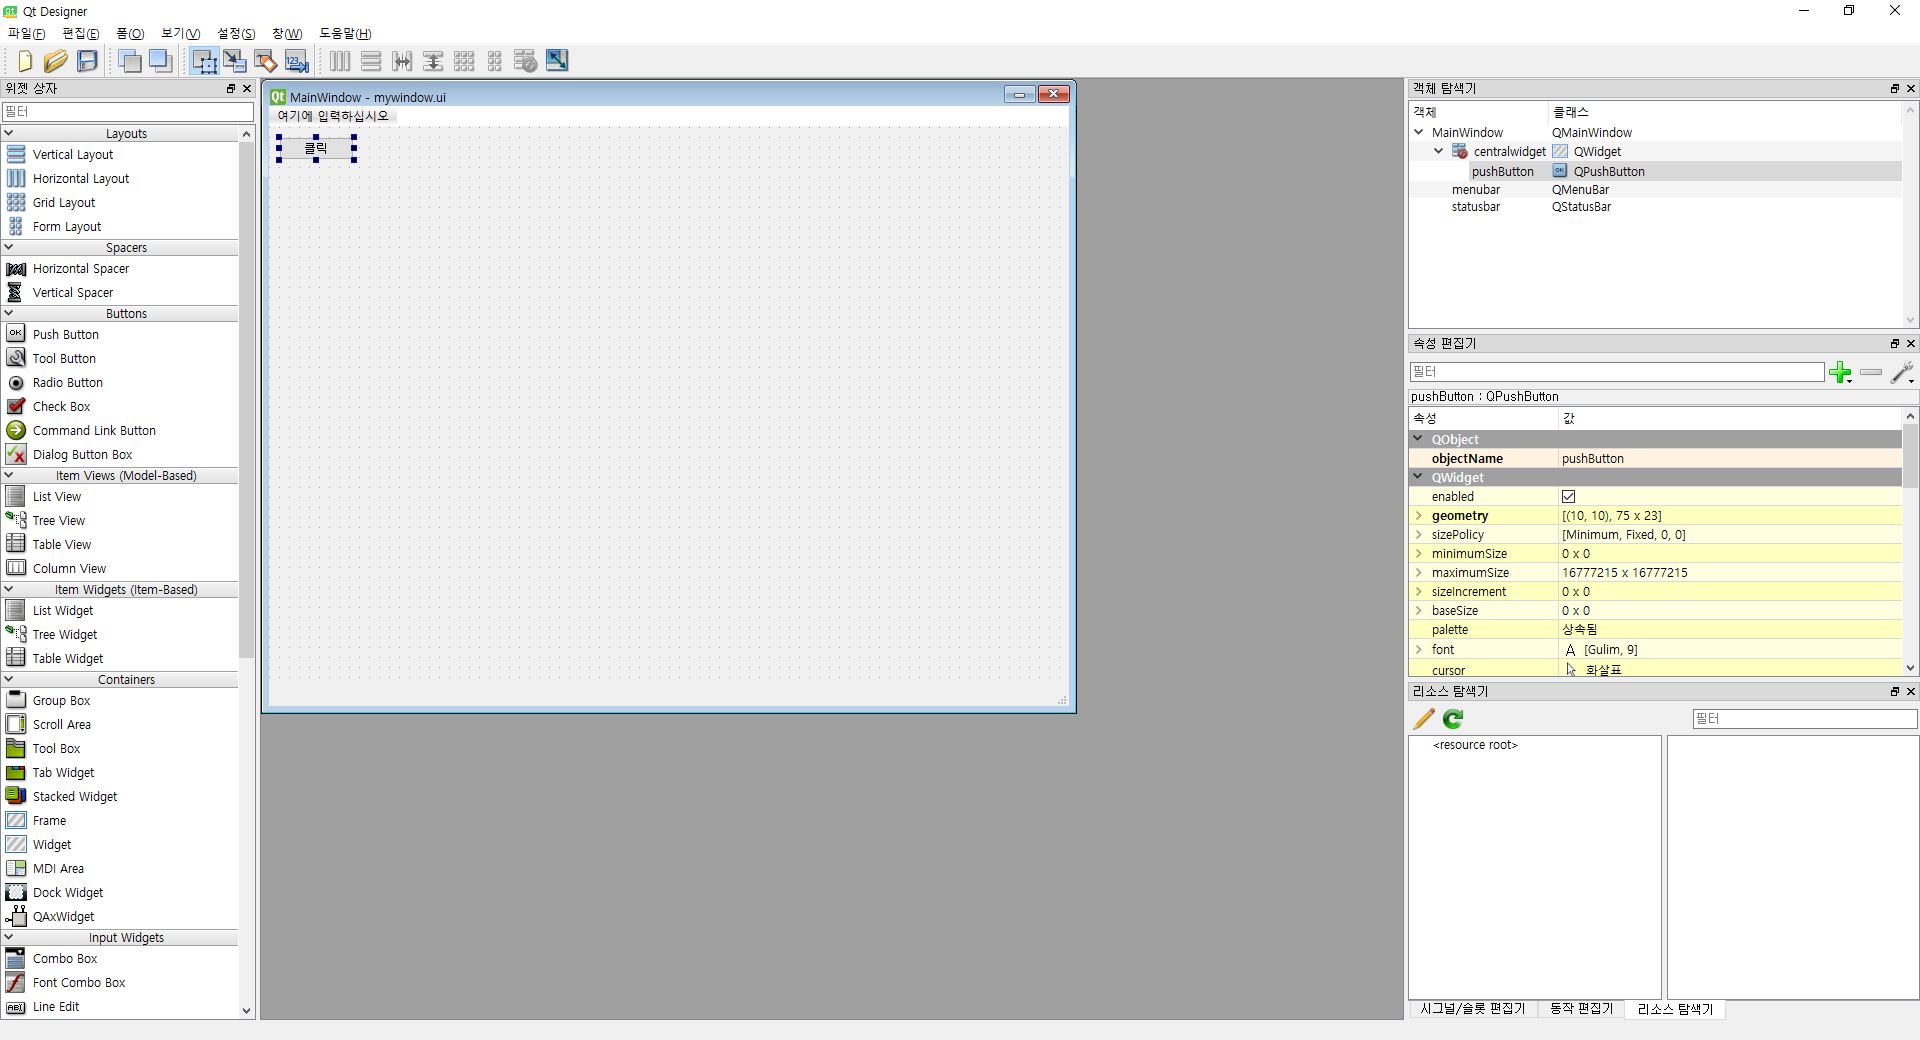 Qt Designer
파일(F) 편집(E) 폼(O) 보기(V) 설정(S) 창(W) 도움말(H)
위젯 상자
필터
Layouts
Vertical Layout
Horizontal Layout
Grid Layout
Form Layout
Spacers
Horizontal Spacer
Vertical Spacer
Buttons
Push Button
Tool Button
Radio Button
Check Box
Command Link Button
Dialog Button Box
Item Views (Model-Based)
List View
Tree View
Table View
Column View
Item Widgets (Item-Based)
List Widget
Tree Widget
Table Widget
Containers
Group Box
Scroll Area
Tool Box
Tab Widget
Stacked Widget
Frame
Widget
MDI Area
Dock Widget
QAxWidget
Input Widgets
Combo Box
Font Combo Box
Line Edit
MainWindow - mywindow.ui
여기에 입력하십시오
클릭
객체 탐색기
객체 클래스
MainWindow QMainWindow
centralwidget QWidget
pushButton QPushButton
menubar QMenuBar
statusbar QStatusBar
속성 편집기
필터
pushButton : QPushButton
속성 값
QObject
objectName pushButton
QWidget
enabled
geometry [(10, 10), 75 x 23]
sizePolicy [Minimum, Fixed, 0, 0]
minimumSize 0 x 0
maximumSize 16777215 x 16777215
sizeIncrement 0 x 0
baseSize 0 x 0
palette 상속됨
font A [Gulim, 9]
cursor 화살표
리소스 탐색기
필터
<resource root>
시그널/슬롯 편집기 동작 편집기 리소스 탐색기